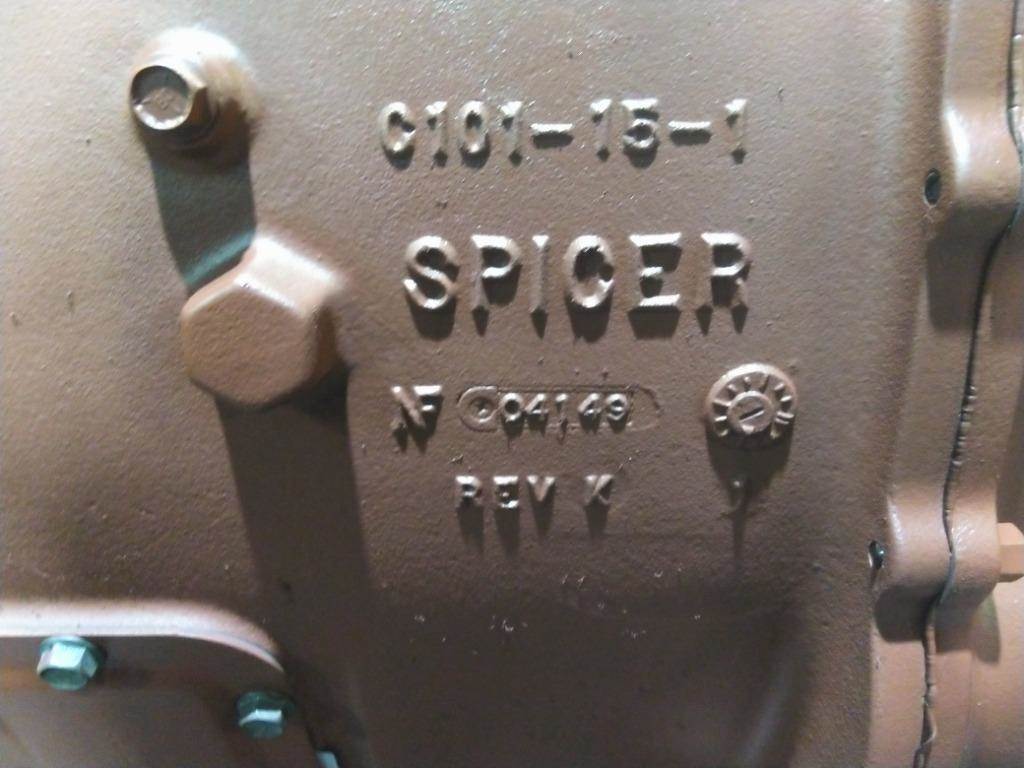 C101-15-1
SPICER
NF 04149
REV K